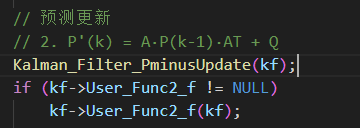 // 预测更新
// 2. P'(k) = A·P(k-1)·AT + Q
Kalman_Filter_PminusUpdate(kf);
if (kf->User_Func2_f != NULL)
    kf->User_Func2_f(kf);